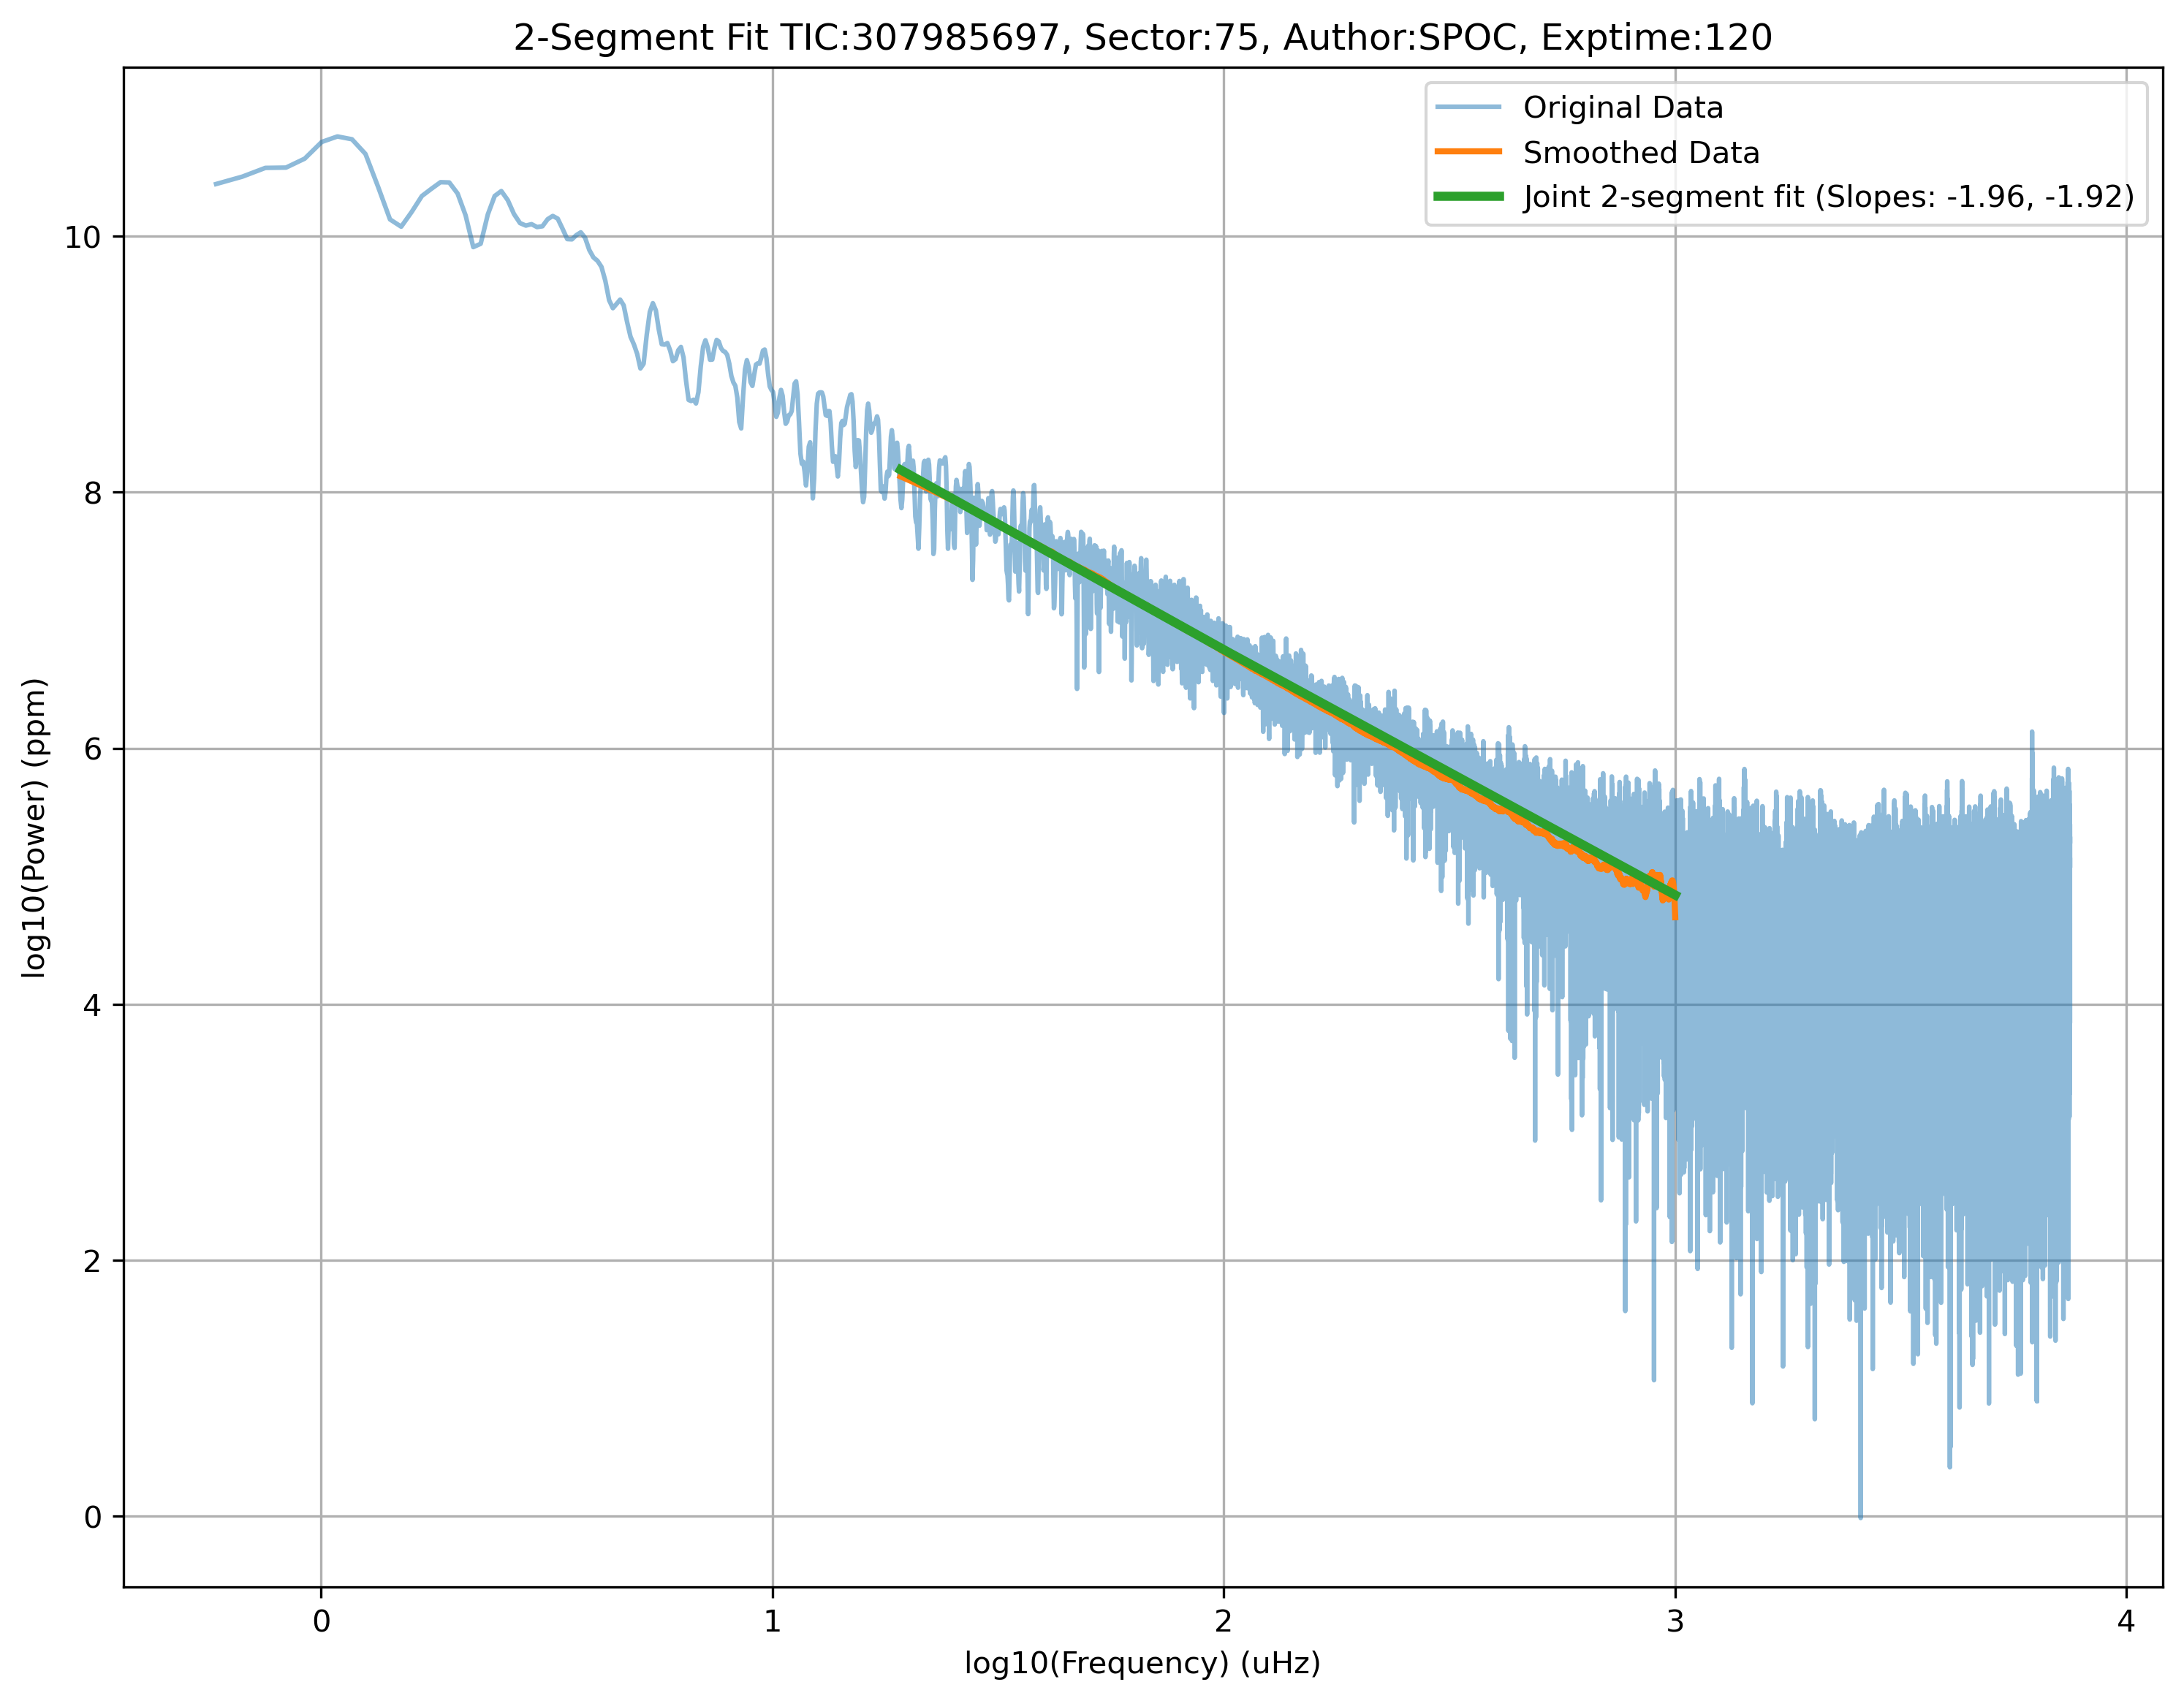 2-Segment Fit TIC:307985697, Sector:75, Author:SPOC, Exptime:120
Original Data
Smoothed Data
Joint 2-segment fit (Slopes: -1.96, -1.92)
log10(Power) (ppm)
10
8
6
4
2
0
0 1 2 3 4
log10(Frequency) (uHz)